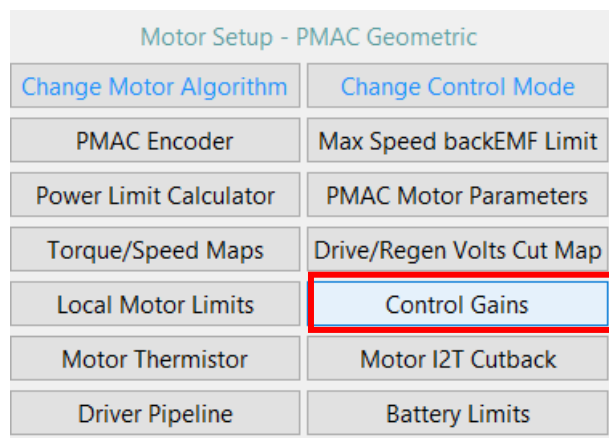 Motor Setup - PMAC Geometric
Change Motor Algorithm Change Control Mode
PMAC Encoder Max Speed backEMF Limit
Power Limit Calculator PMAC Motor Parameters
Torque/Speed Maps Drive/Regen Volts Cut Map
Local Motor Limits Control Gains
Motor Thermistor Motor I2T Cutback
Driver Pipeline Battery Limits